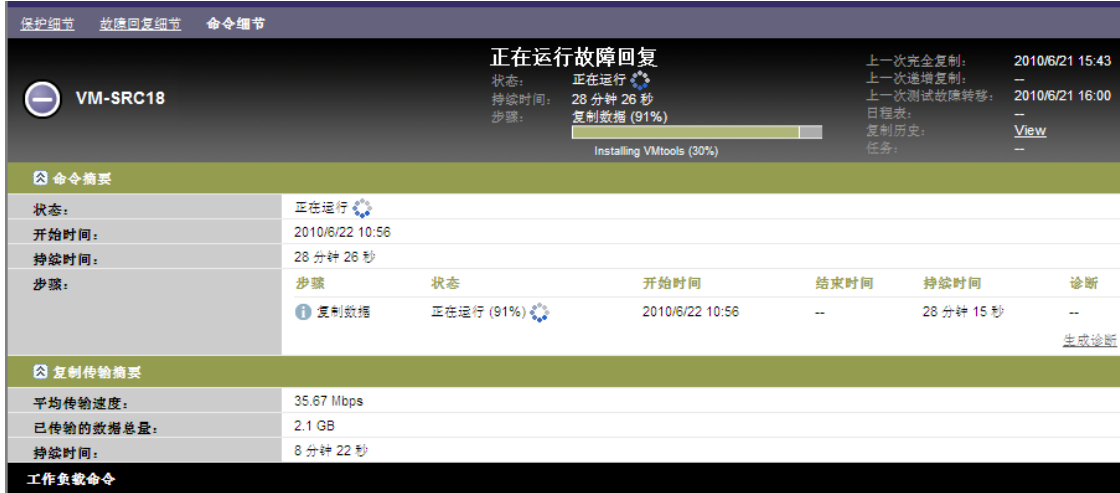 保护细节 故障回复细节 命令细节
正在运行故障回复
VM-SRC18
状态： 正在运行
持续时间： 28 分钟 26 秒
步骤： 复制数据 (91%)
Installing VMtools (30%)
上一次完全复制： 2010/6/21 15:43
上一次递增复制： --
上一次测试故障转移： 2010/6/21 16:00
日程表： --
复制历史： View
任务： --
命令摘要
状态： 正在运行
开始时间： 2010/6/22 10:56
持续时间： 28 分钟 26 秒
步骤： 步骤 状态 开始时间 结束时间 持续时间 诊断
复制数据 正在运行 (91%) 2010/6/22 10:56 -- 28 分钟 15 秒 --
生成诊断
复制传输摘要
平均传输速度： 35.67 Mbps
已传输的数据总量： 2.1 GB
持续时间： 8 分钟 22 秒
工作负载命令